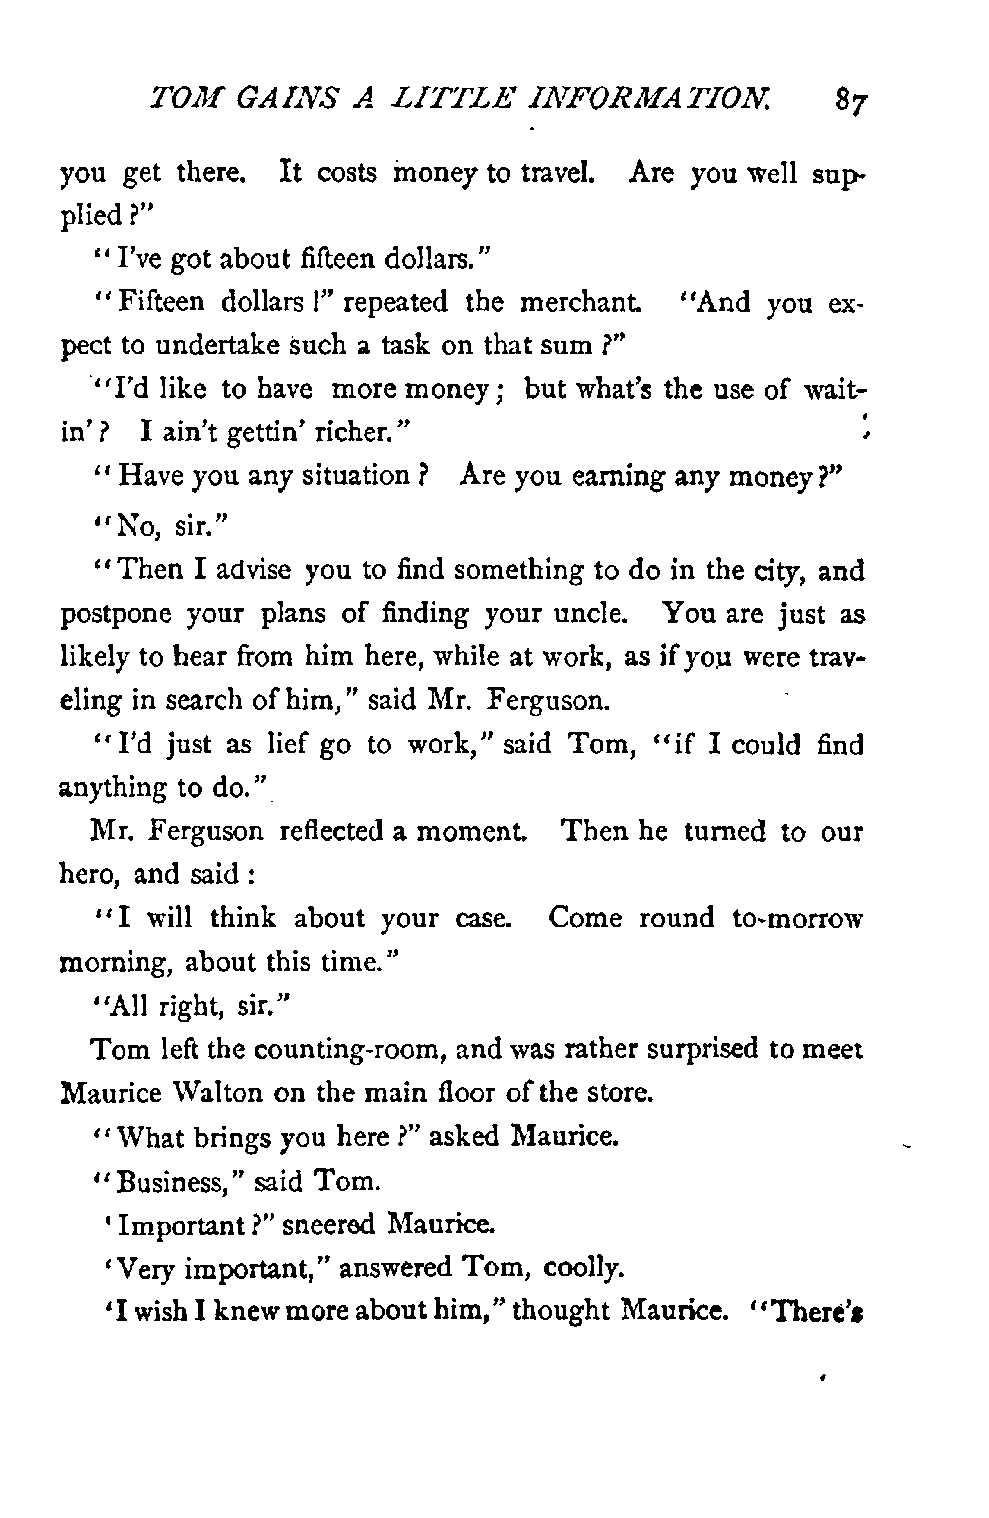 TOM GAINS A LITTLE INFORMATION. 87
you get there. It costs money to travel. Are you well sup-
plied?"
"I've got about fifteen dollars."
"Fifteen dollars!" repeated the merchant. "And you ex-
pect to undertake such a task on that sum?"
"I'd like to have more money; but what's the use of wait-
in'? I ain't gettin' richer."
"Have you any situation? Are you earning any money?"
"No, sir."
"Then I advise you to find something to do in the city, and
postpone your plans of finding your uncle. You are just as
likely to hear from him here, while at work, as if you were trav-
eling in search of him," said Mr. Ferguson.
"I'd just as lief go to work," said Tom, "if I could find
anything to do."
Mr. Ferguson reflected a moment. Then he turned to our
hero, and said:
"I will think about your case. Come round to-morrow
morning, about this time."
"All right, sir."
Tom left the counting-room, and was rather surprised to meet
Maurice Walton on the main floor of the store.
"What brings you here?" asked Maurice.
"Business," said Tom.
'Important?" sneered Maurice.
'Very important," answered Tom, coolly.
'I wish I knew more about him," thought Maurice. "There's